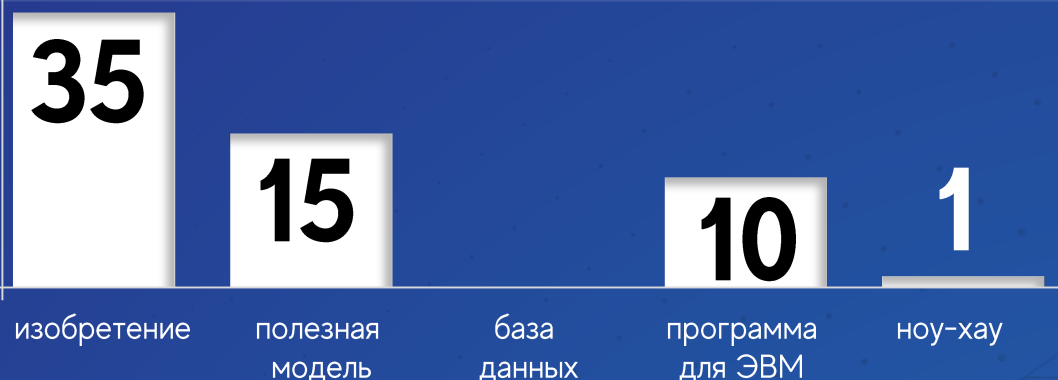 35
15
10
1
изобретение
полезная
модель
база
данных
программа
для ЭВМ
ноу-хау